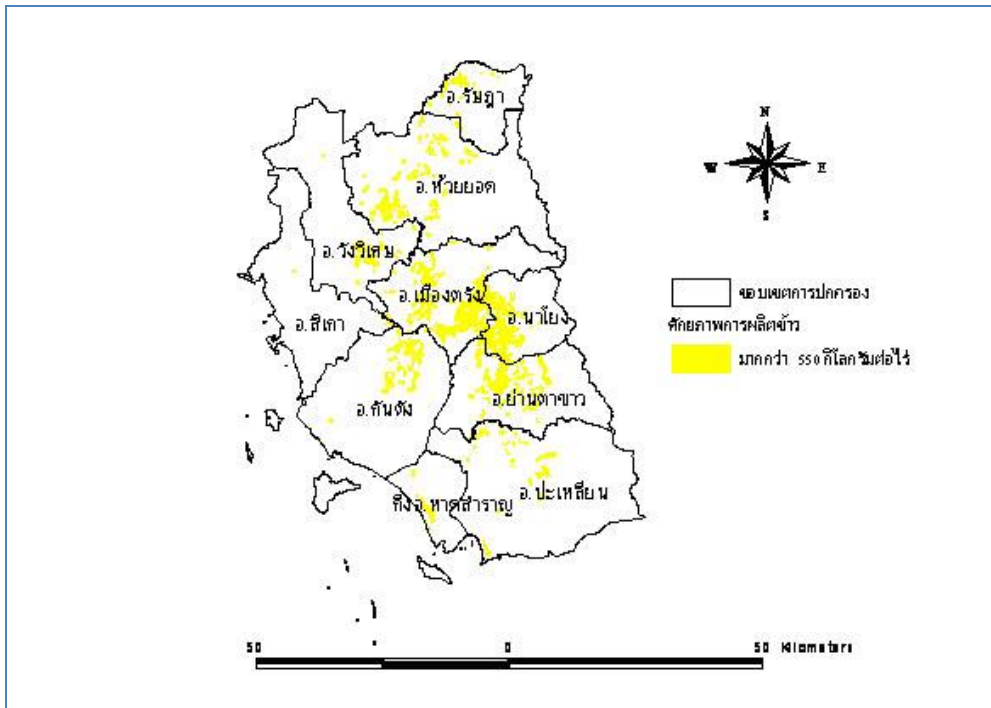 อ.รัษฎา
N
W E
S
อ.ห้วยยอด
อ.วังวิเศษ
อ.เมืองตรัง
อ.นาโยง
อ.สิเกา
อ.กันตัง
อ.ย่านตาขาว
กิ่งอ.หาดสำราญ
อ.ปะเหลียน
ขอบเขตการปกครอง
ศักยภาพการผลิตข้าว
มากกว่า 550 กิโลกรัมต่อไร่
50 0 50 Kilometers